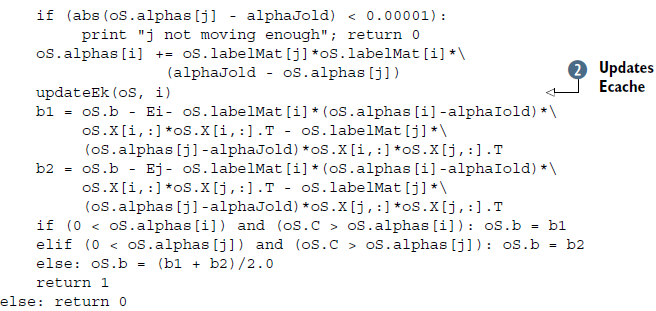 if (abs(oS.alphas[j] - alphaJold) < 0.00001):
print "j not moving enough"; return 0
oS.alphas[i] += oS.labelMat[j]*oS.labelMat[i]*\
(alphaJold - oS.alphas[j])
updateEk(oS, i)
2 Updates
Ecache
b1 = oS.b - Ei- oS.labelMat[i]*(oS.alphas[i]-alphaIold)*\
oS.X[i,:]*oS.X[i,:].T - oS.labelMat[j]*\
(oS.alphas[j]-alphaJold)*oS.X[i,:]*oS.X[j,:].T
b2 = oS.b - Ej- oS.labelMat[i]*(oS.alphas[i]-alphaIold)*\
oS.X[i,:]*oS.X[j,:].T - oS.labelMat[j]*\
(oS.alphas[j]-alphaJold)*oS.X[j,:]*oS.X[j,:].T
if (0 < oS.alphas[i]) and (oS.C > oS.alphas[i]): oS.b = b1
elif (0 < oS.alphas[j]) and (oS.C > oS.alphas[j]): oS.b = b2
else: oS.b = (b1 + b2)/2.0
return 1
else: return 0